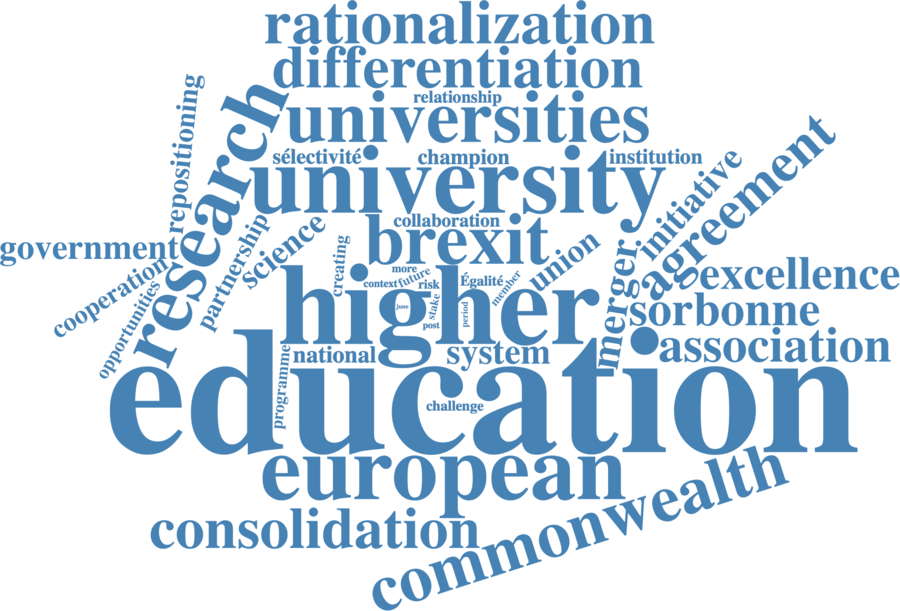 rationalization
differentiation
relationship
universities
sélectivité
champion
institution
university
repositioning
research
agreement
initiative
collaboration
partnership
science
brexit
government
cooperation
opportunities
creating
more
context
future
risk
Égalité
member
union
merger
excellence
higher
june
stake
post
period
sorbonne
national
system
association
programme
education
challenge
european
consolidation
commonwealth